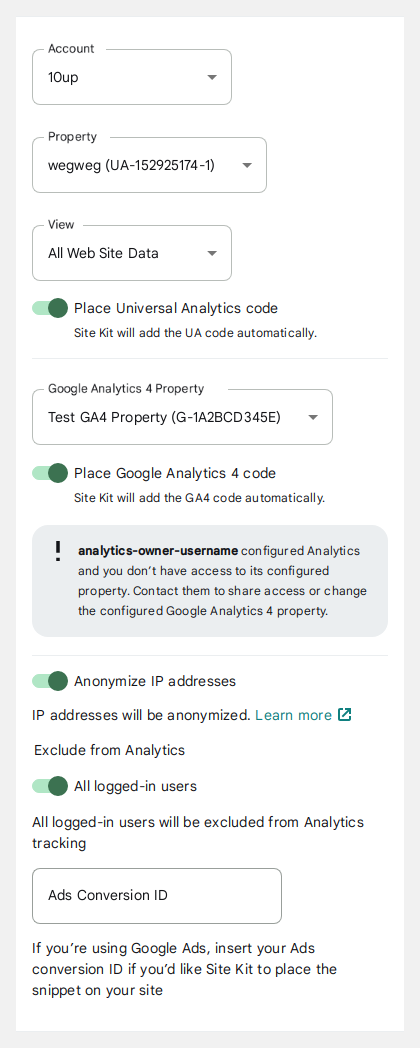 Account
10up
Property
wegweg (UA-152925174-1)
View
All Web Site Data
Place Universal Analytics code
Site Kit will add the UA code automatically.
Google Analytics 4 Property
Test GA4 Property (G-1A2BCD345E)
Place Google Analytics 4 code
Site Kit will add the GA4 code automatically.
analytics-owner-username configured Analytics
and you don’t have access to its configured
property. Contact them to share access or change
the configured Google Analytics 4 property.
Anonymize IP addresses
IP addresses will be anonymized. Learn more
Exclude from Analytics
All logged-in users
All logged-in users will be excluded from Analytics
tracking
Ads Conversion ID
If you’re using Google Ads, insert your Ads
conversion ID if you’d like Site Kit to place the
snippet on your site